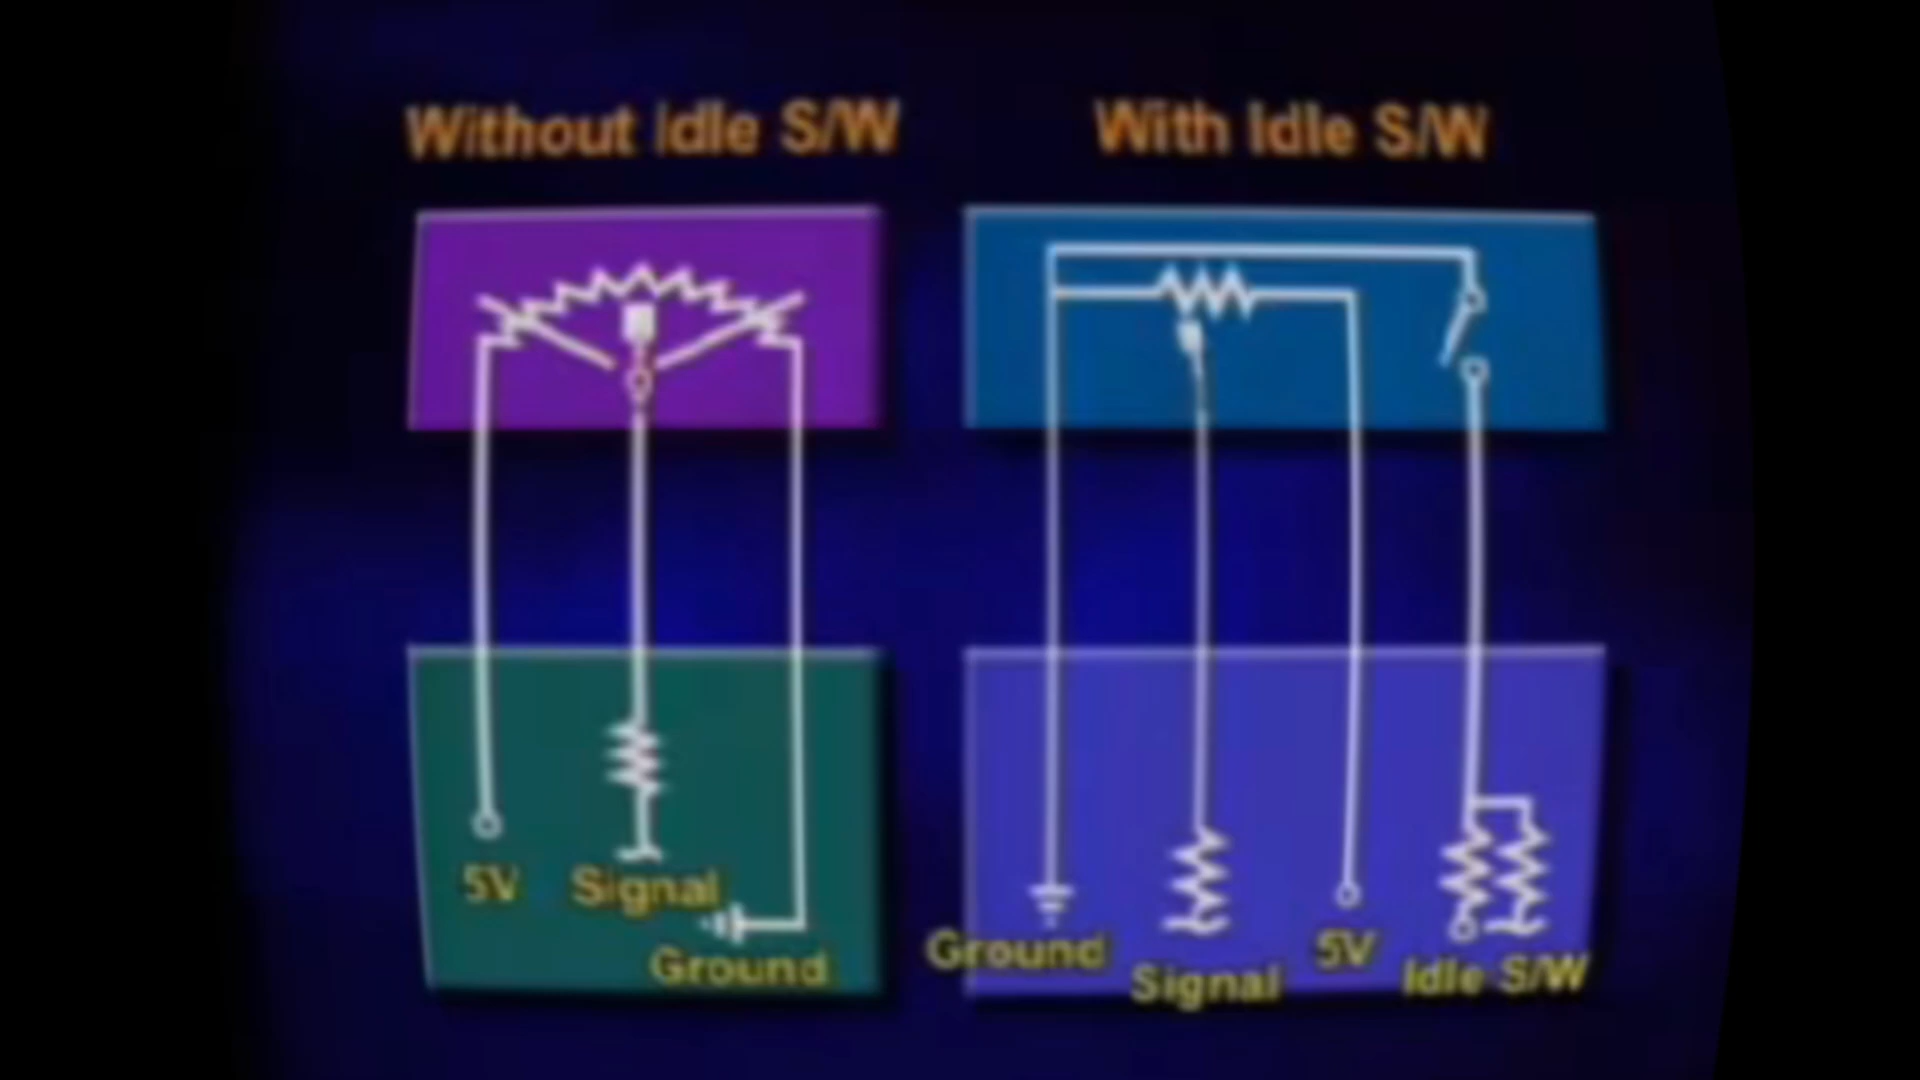 Without idle S/W
With Idle S/W
5V
Signal
Ground
Ground
Signal
5V
Idle S/W